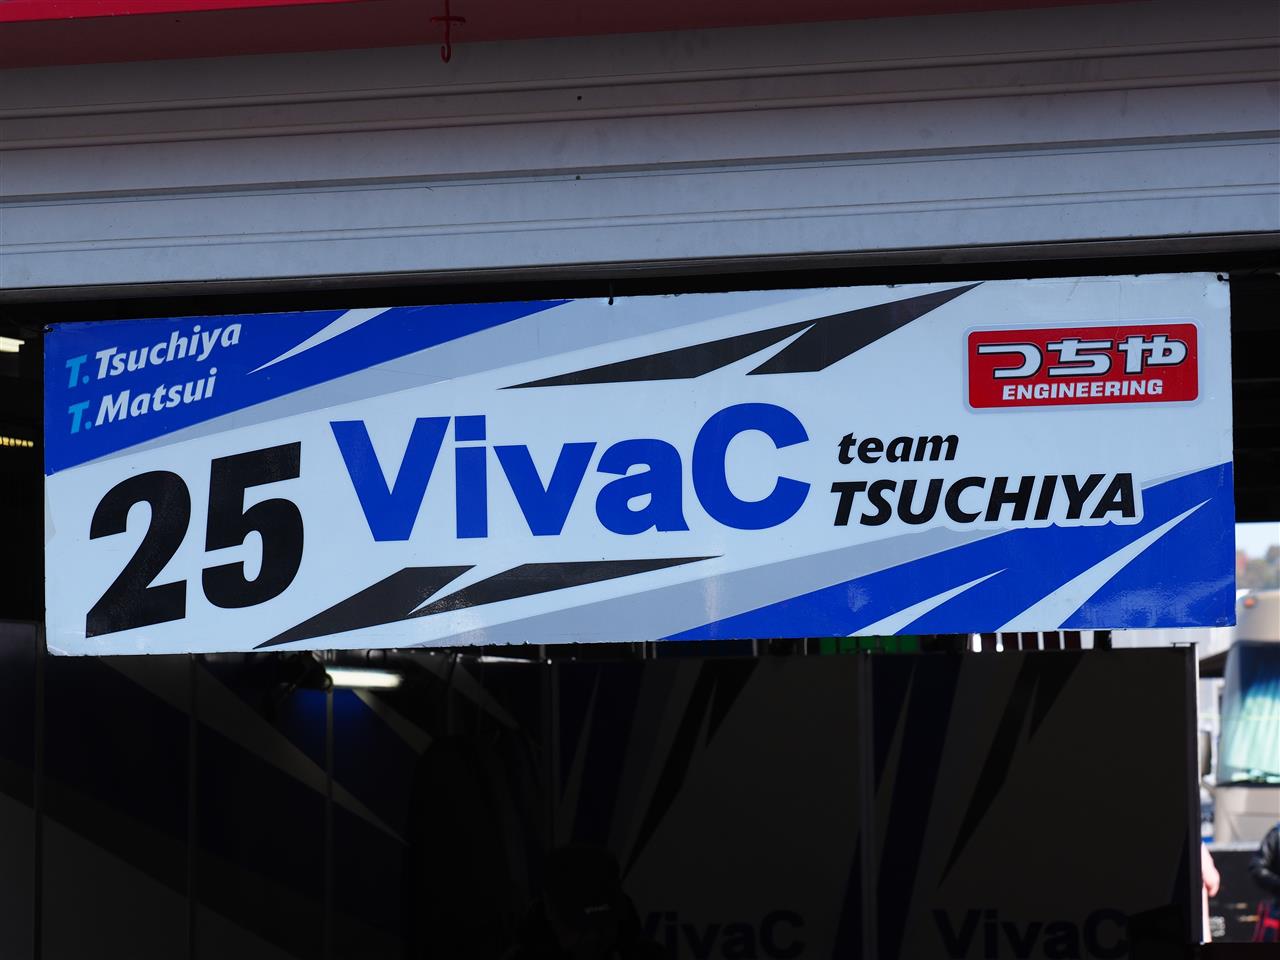 T. Tsuchiya
T. Matsui
つちや
ENGINEERING
25 VivaC team
TSUCHIYA
VivaC VivaC